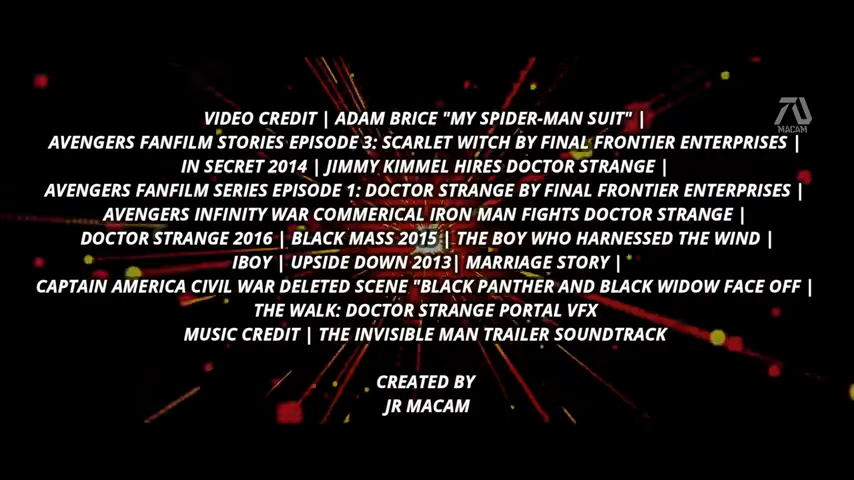 MACAM
VIDEO CREDIT | ADAM BRICE "MY SPIDER-MAN SUIT" |
AVENGERS FANFILM STORIES EPISODE 3: SCARLET WITCH BY FINAL FRONTIER ENTERPRISES |
IN SECRET 2014 | JIMMY KIMMEL HIRES DOCTOR STRANGE |
AVENGERS FANFILM SERIES EPISODE 1: DOCTOR STRANGE BY FINAL FRONTIER ENTERPRISES |
AVENGERS INFINITY WAR COMMERICAL IRON MAN FIGHTS DOCTOR STRANGE |
DOCTOR STRANGE 2016 | BLACK MASS 2015 | THE BOY WHO HARNESSED THE WIND |
IBOY | UPSIDE DOWN 2013| MARRIAGE STORY |
CAPTAIN AMERICA CIVIL WAR DELETED SCENE "BLACK PANTHER AND BLACK WIDOW FACE OFF |
THE WALK: DOCTOR STRANGE PORTAL VFX
MUSIC CREDIT | THE INVISIBLE MAN TRAILER SOUNDTRACK
CREATED BY
JR MACAM